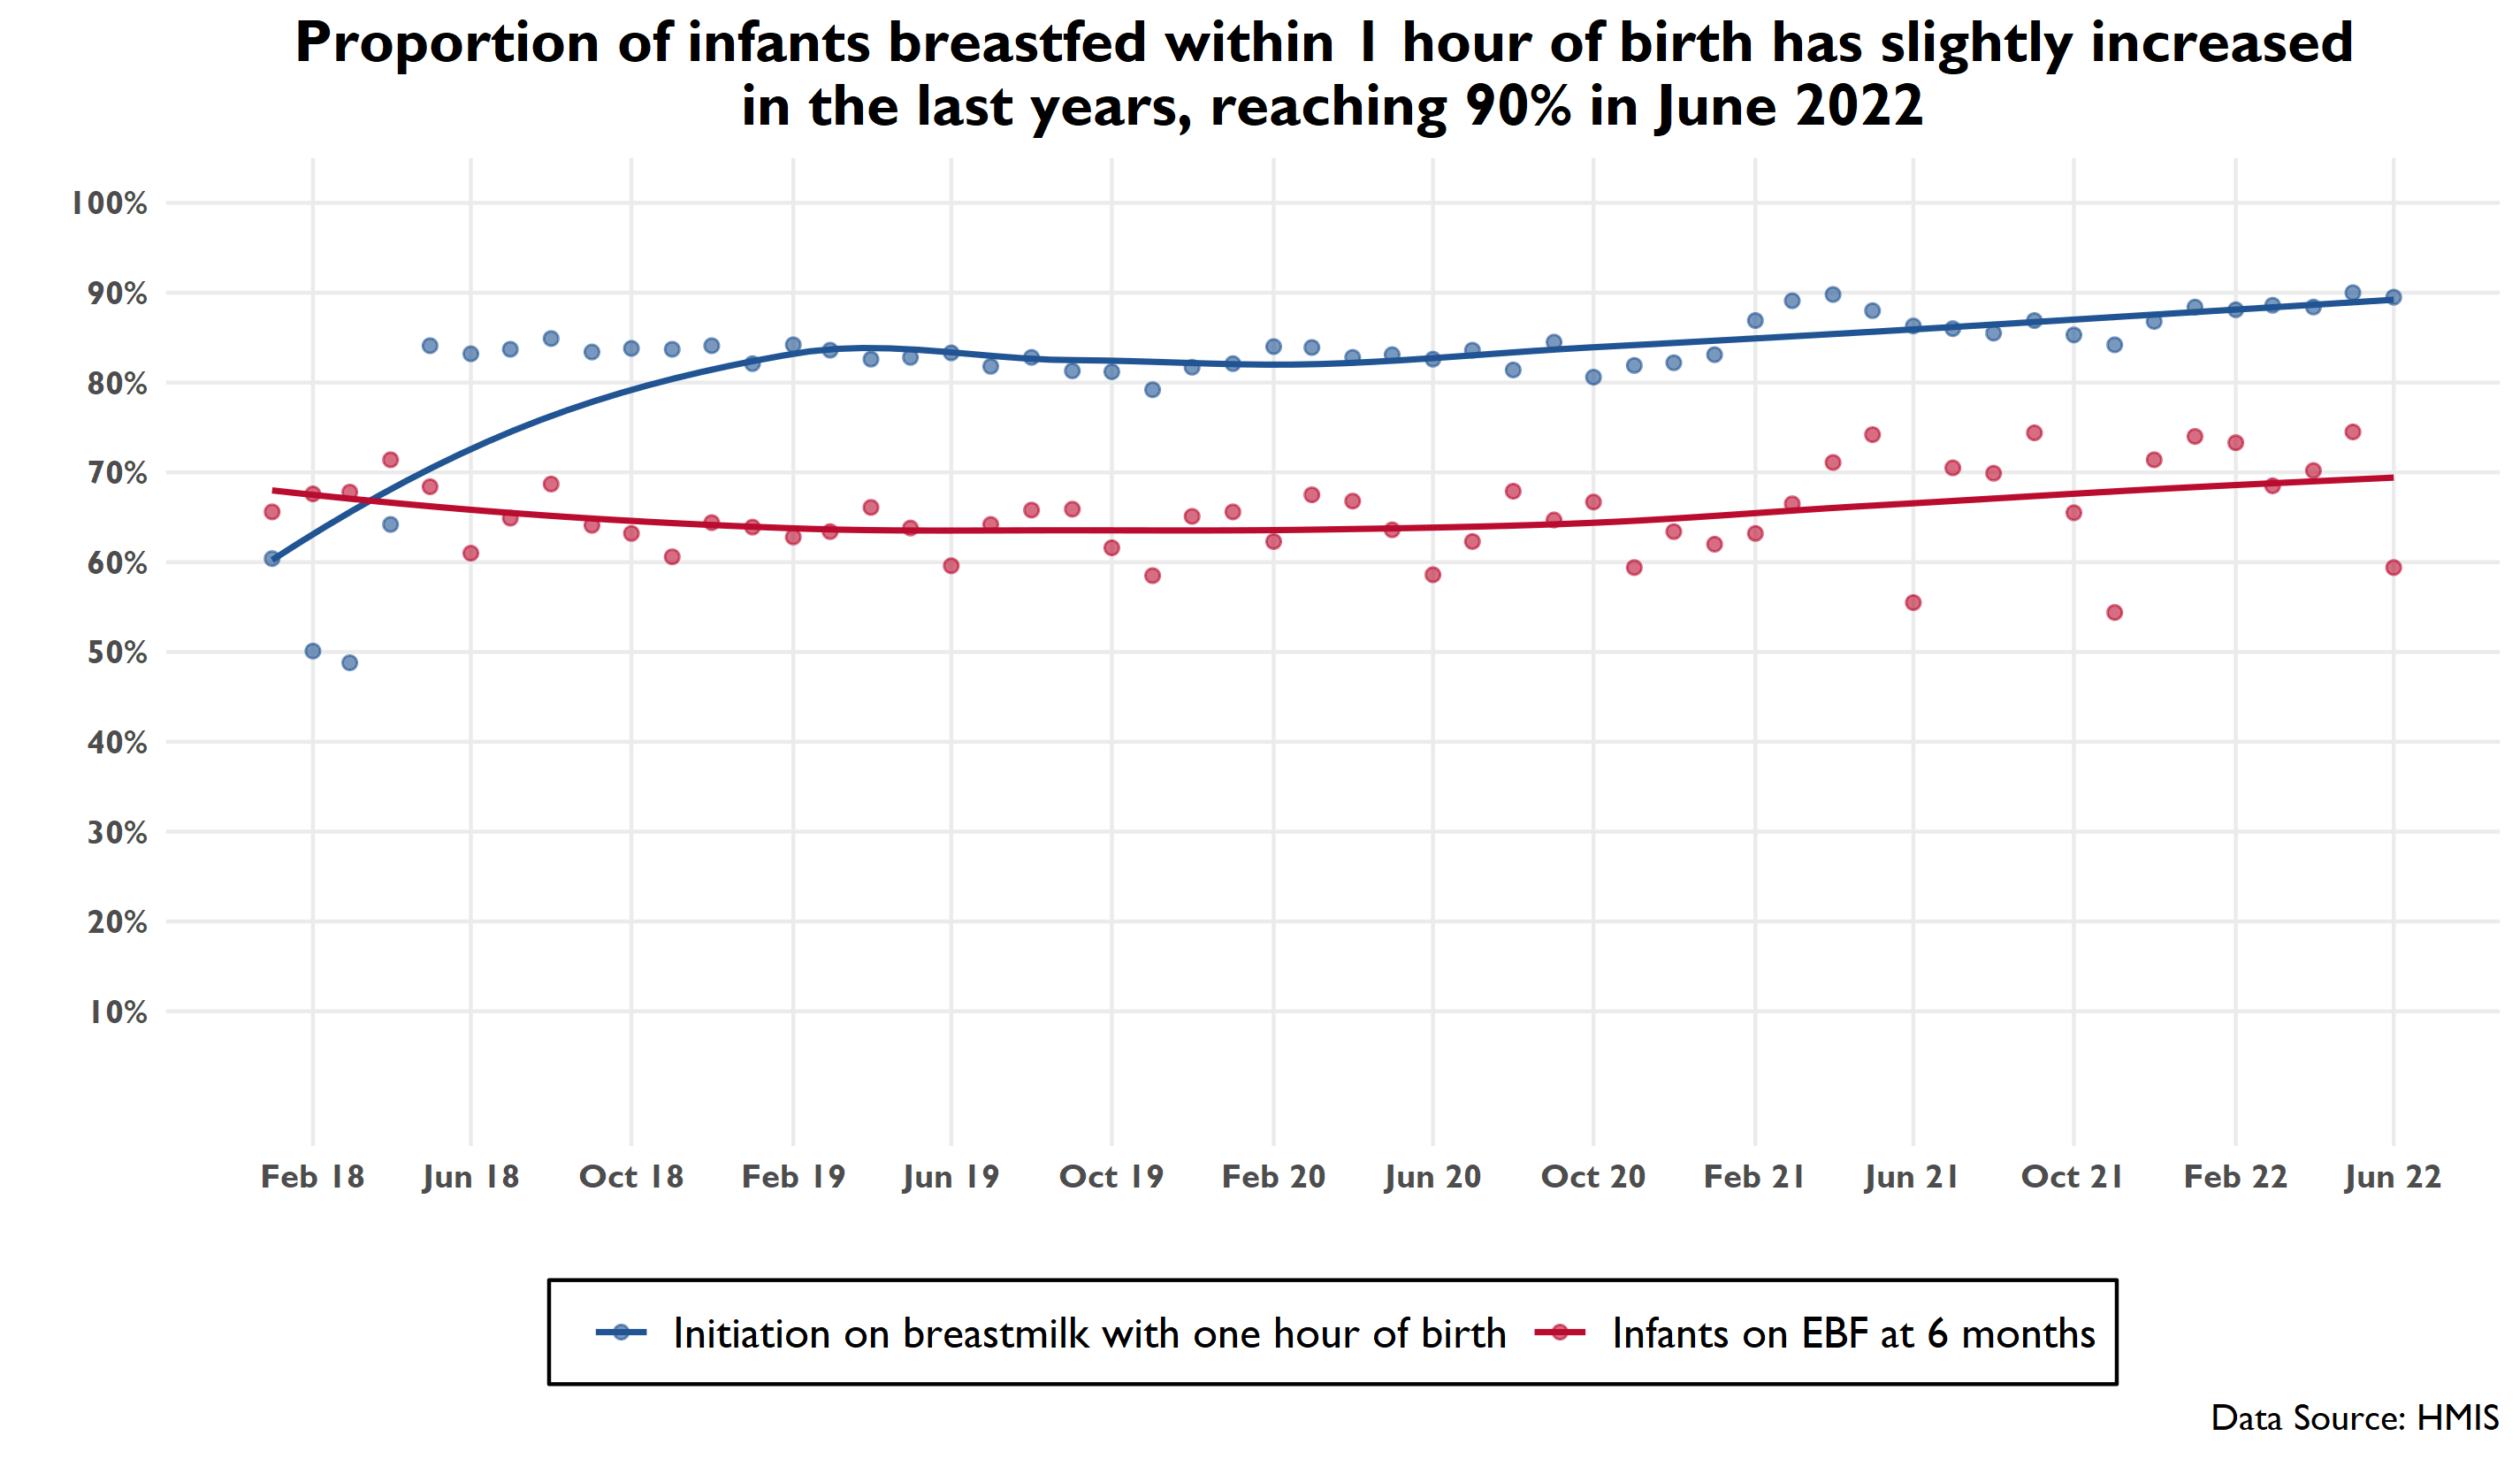 Proportion of infants breastfed within 1 hour of birth has slightly increased
in the last years, reaching 90% in June 2022
100%
90%
80%
70%
60%
50%
40%
30%
20%
10%
Feb 18 Jun 18 Oct 18 Feb 19 Jun 19 Oct 19 Feb 20 Jun 20 Oct 20 Feb 21 Jun 21 Oct 21 Feb 22 Jun 22
Initiation on breastmilk with one hour of birth Infants on EBF at 6 months
Data Source: HMIS